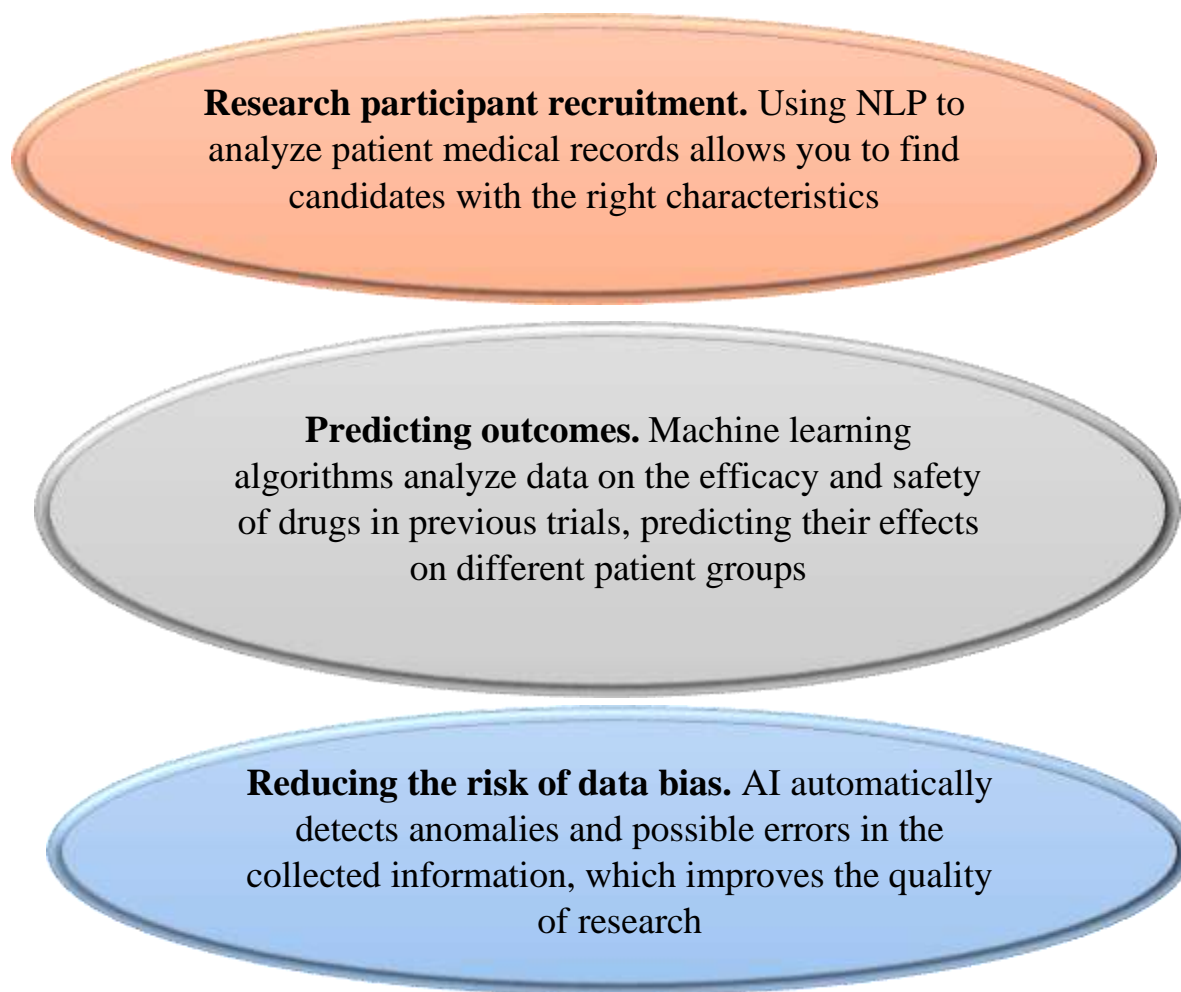 Research participant recruitment. Using NLP to
analyze patient medical records allows you to find
candidates with the right characteristics
Predicting outcomes. Machine learning
algorithms analyze data on the efficacy and safety
of drugs in previous trials, predicting their effects
on different patient groups
Reducing the risk of data bias. AI automatically
detects anomalies and possible errors in the
collected information, which improves the quality
of research